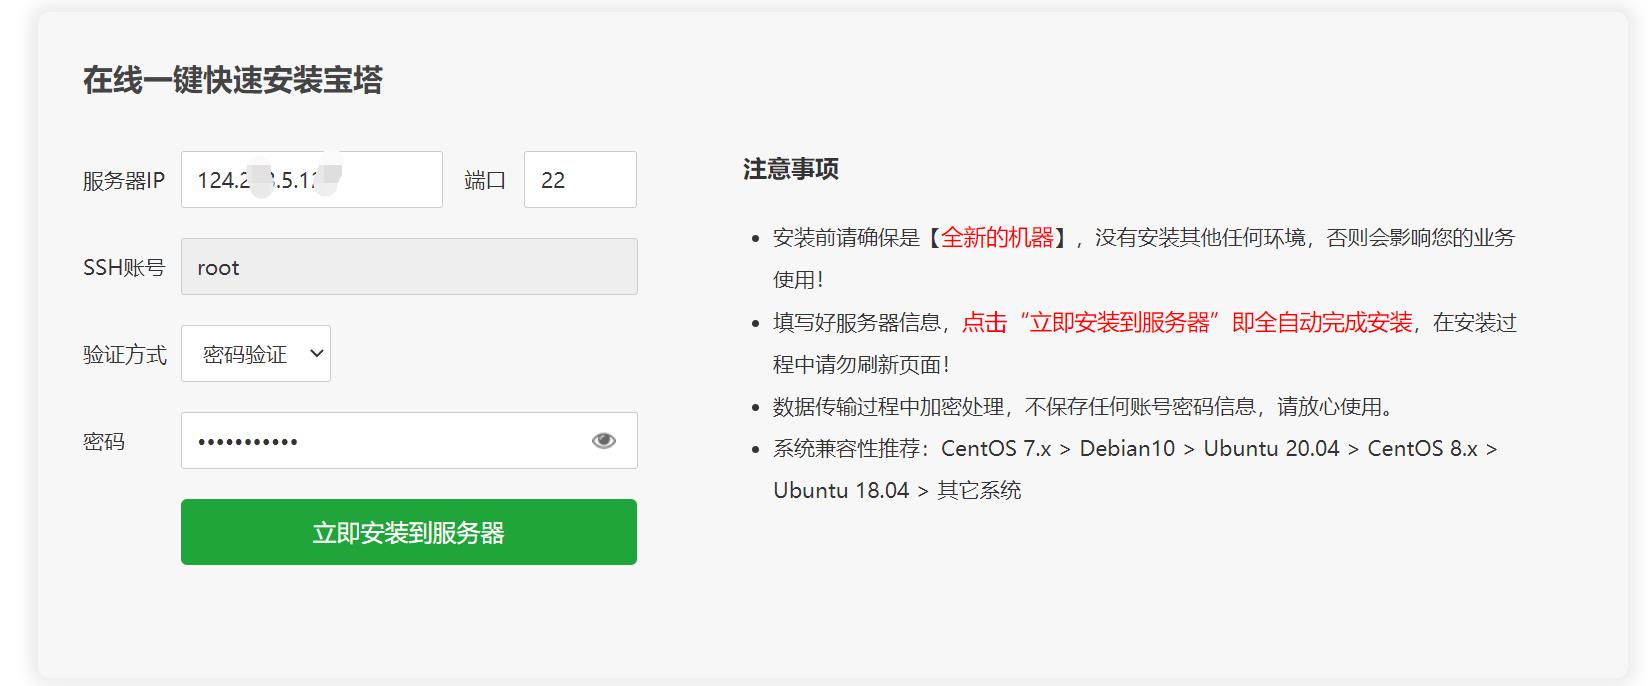 在线一键快速安装宝塔
服务器IP
端口 22
SSH账号 root
验证方式 密码验证
密码 •••••••••••
立即安装到服务器
注意事项
• 安装前请确保是【全新的机器】，没有安装其他任何环境，否则会影响您的业务
使用！
• 填写好服务器信息，点击“立即安装到服务器”即全自动完成安装，在安装过
程中请勿刷新页面！
• 数据传输过程中加密处理，不保存任何账号密码信息，请放心使用。
• 系统兼容性推荐：CentOS 7.x > Debian10 > Ubuntu 20.04 > CentOS 8.x >
Ubuntu 18.04 > 其它系统